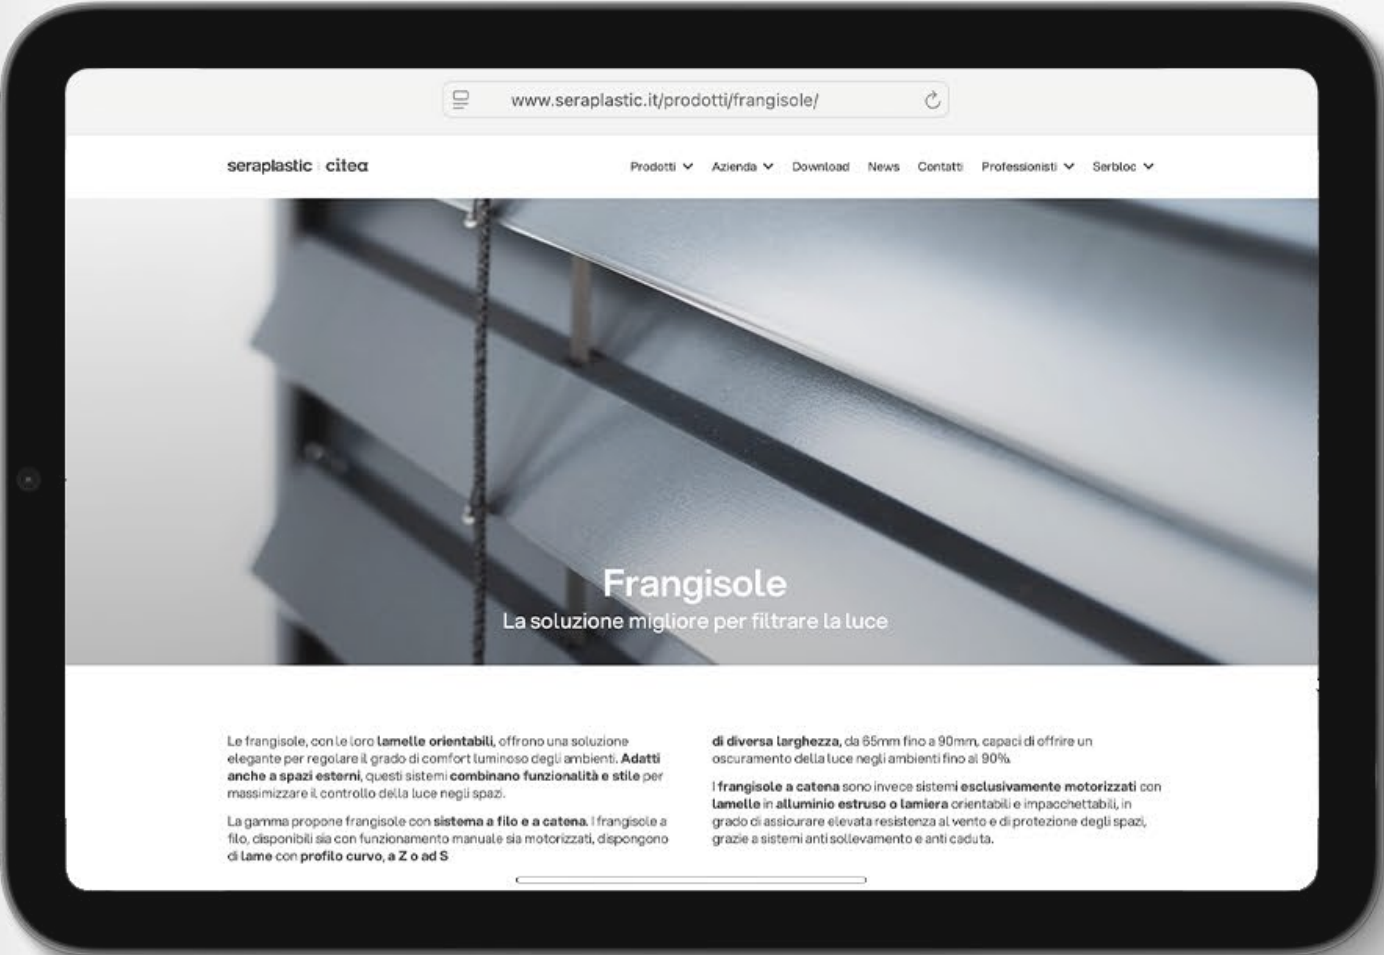 www.seraplastic.it/prodotti/frangisole/
seraplastic | citea
Prodotti Azienda Download News Contatti Professionisti Serbloc
Frangisole
La soluzione migliore per filtrare la luce
Le frangisole, con le loro lamelle orientabili, offrono una soluzione
elegante per regolare il grado di comfort luminoso degli ambienti. Adatti
anche a spazi esterni, questi sistemi combinano funzionalità e stile per
massimizzare il controllo della luce negli spazi.
La gamma propone frangisole con sistema a filo e a catena. I frangisole a
filo, disponibili sia con funzionamento manuale sia motorizzati, dispongono
di lame con profilo curvo, a Z o ad S
di diversa larghezza, da 65mm fino a 90mm, capaci di offrire un
oscuramento della luce negli ambienti fino al 90%.
I frangisole a catena sono invece sistemi esclusivamente motorizzati con
lamelle in alluminio estruso o lamiera orientabili e impacchettabili, in
grado di assicurare elevata resistenza al vento e di protezione degli spazi,
grazie a sistemi anti sollevamento e anti caduta.